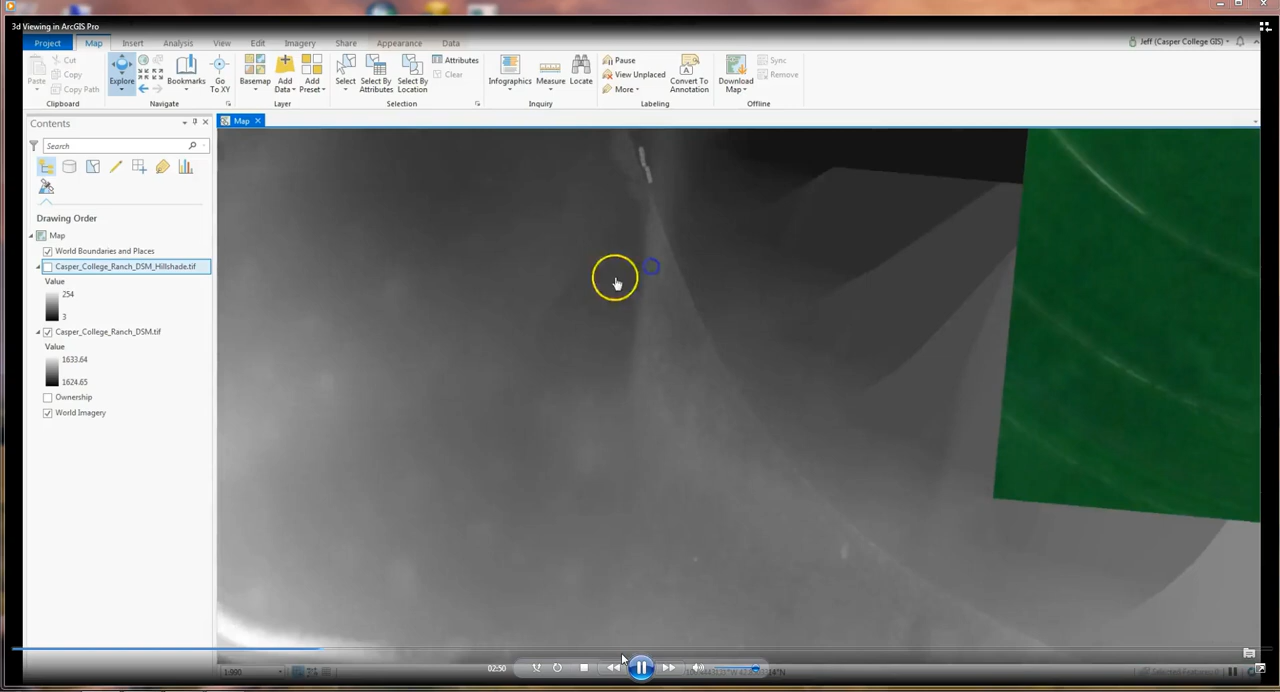 3d Viewing in ArcGIS Pro
Project Map Insert Analysis View Edit Imagery Share Appearance Data
Jeff (Casper College GIS)
Paste
Cut
Copy
Copy Path
Clipboard
Explore
Bookmarks
Go To XY
Navigate
Basemap
Add Data
Add Preset
Layer
Select
Select By Attributes
Select By Location
Attributes
Clear
Selection
Infographics
Measure
Locate
Inquiry
Pause
View Unplaced
More
Convert To Annotation
Labeling
Download Map
Sync
Remove
Offline
Contents
Map
Search
Drawing Order
Map
World Boundaries and Places
Casper_College_Ranch_DSM_Hillshade.tif
Value
254
3
Casper_College_Ranch_DSM.tif
Value
1633.64
1624.65
Ownership
World Imagery
02:50
1:990
Selected Features: